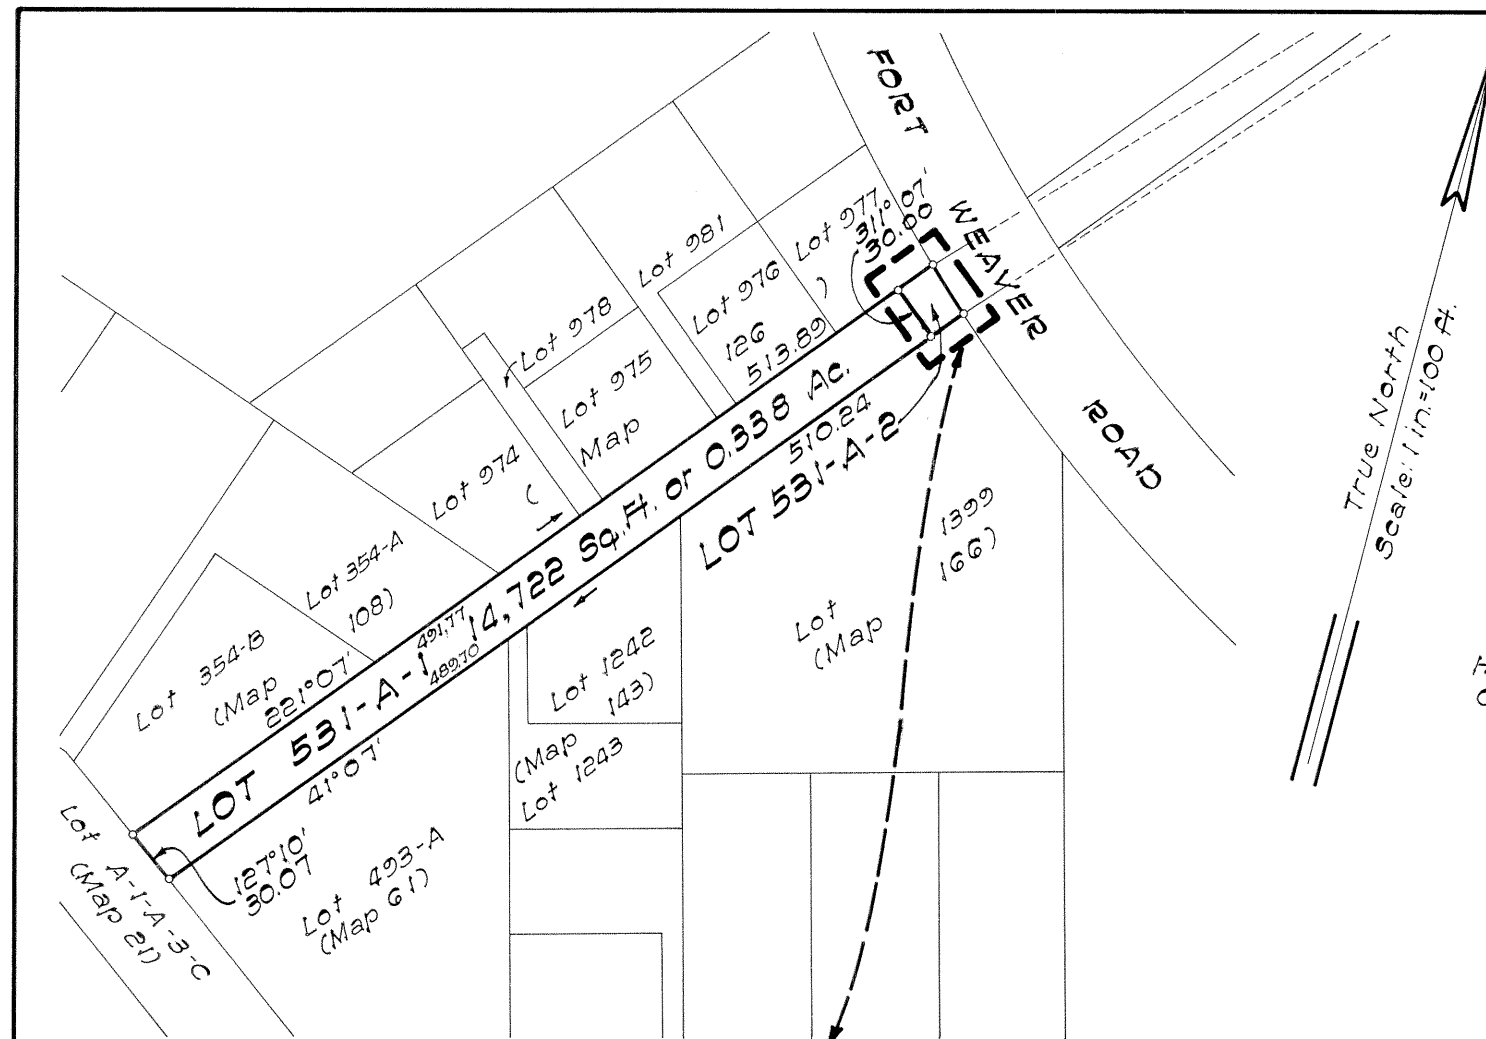 FORT
WEAVER
ROAD
Lot 977
311° 07'
30.00
Lot 981
Lot 976
126
)
513.89
Lot 978
Lot 975
Map
Lot 974
(
Lot 354-A
108)
Lot 354-B
(Map
221°07'
LOT 531-A-1
491.77
489.70
14,722 Sq.Ft. or 0.338 Ac.
510.24
LOT 531-A-2
41°07'
127°10'
30.07
Lot 1399
(Map 166)
Lot 1242
143)
(Map
Lot 1243
Lot 493-A
(Map 61)
Lot A-1-A-3-C
(Map 21)
True North
Scale: 1 in.=100 ft.